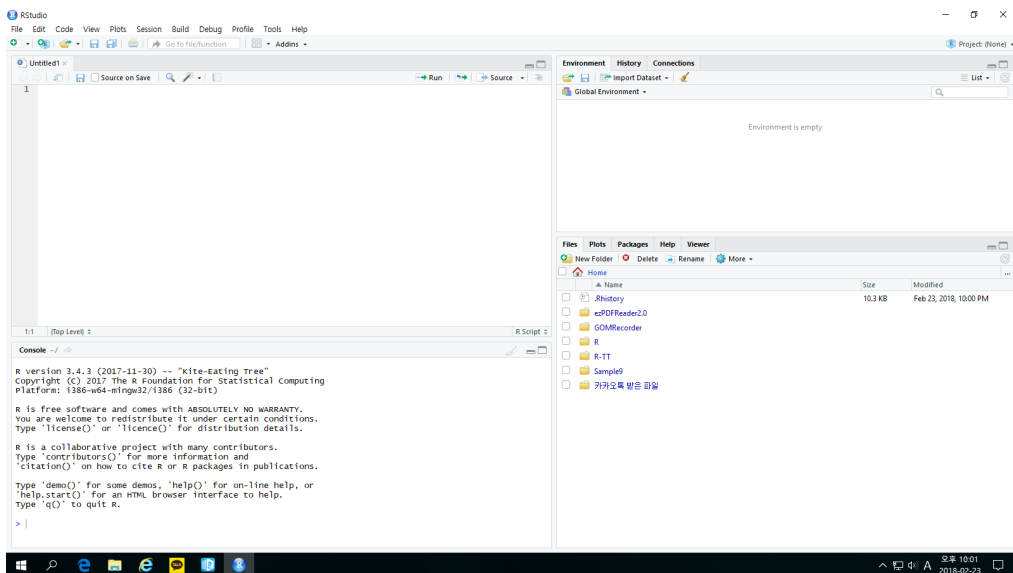 RStudio
File Edit Code View Plots Session Build Debug Profile Tools Help
Go to file/function Addins Project: (None)
Untitled1
Source on Save Run Source
1
1:1 (Top Level) R Script
Console ~/
R version 3.4.3 (2017-11-30) -- "Kite-Eating Tree"
Copyright (C) 2017 The R Foundation for Statistical Computing
Platform: i386-w64-mingw32/i386 (32-bit)
R is free software and comes with ABSOLUTELY NO WARRANTY.
You are welcome to redistribute it under certain conditions.
Type 'license()' or 'licence()' for distribution details.
R is a collaborative project with many contributors.
Type 'contributors()' for more information and
'citation()' on how to cite R or R packages in publications.
Type 'demo()' for some demos, 'help()' for on-line help, or
'help.start()' for an HTML browser interface to help.
Type 'q()' to quit R.
>
Environment History Connections
Import Dataset List
Global Environment
Environment is empty
Files Plots Packages Help Viewer
New Folder Delete Rename More
Home ...
Name Size Modified
.Rhistory 10.3 KB Feb 23, 2018, 10:00 PM
ezPDFReader2.0
GOMRecorder
R
R-TT
Sample9
카카오톡 받은 파일
TALK
A 오후 10:01
2018-02-23